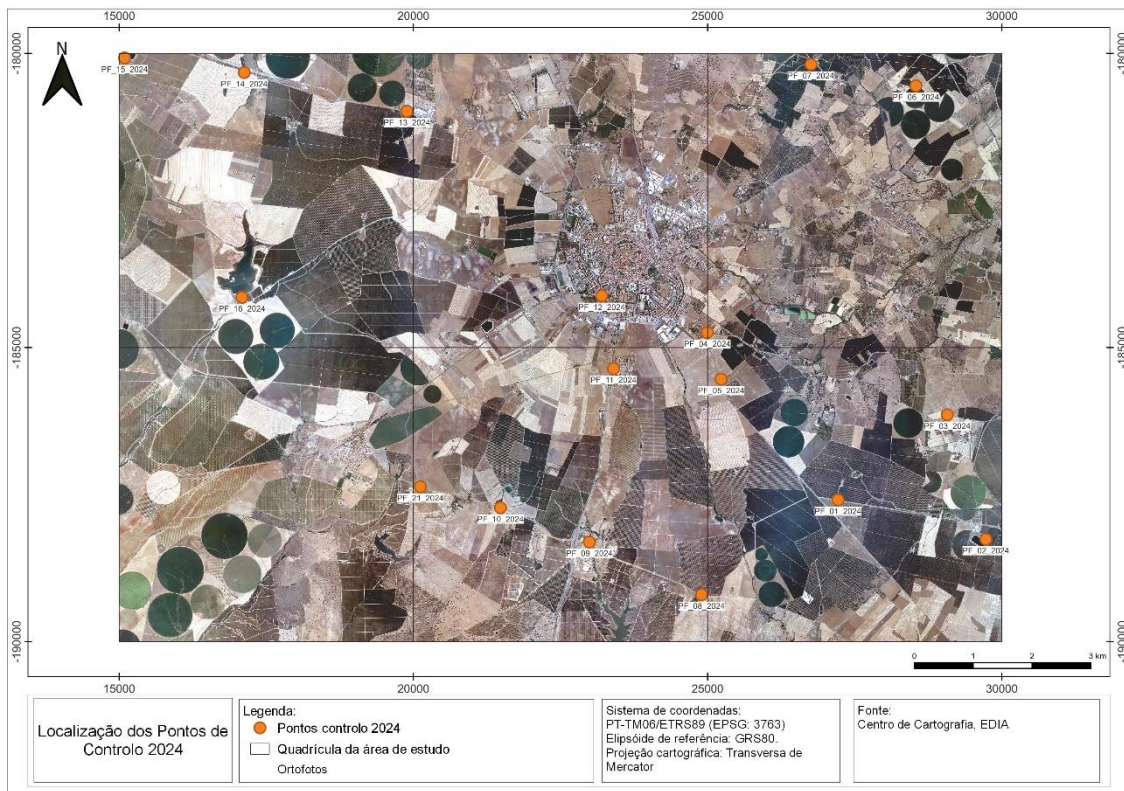 15000 20000 25000 30000
-180000 -180000
N
PF_15_2024
PF_14_2024
PF_07_2024
PF_06_2024
PF_13_2024
PF_16_2024
PF_12_2024
PF_04_2024
-185000 -185000
PF_11_2024
PF_05_2024
PF_03_2024
PF_21_2024
PF_10_2024
PF_01_2024
PF_09_2024
PF_02_2024
PF_08_2024
-190000 -190000
0 1 2 3 km
15000 20000 25000 30000
Localização dos Pontos de
Controlo 2024
Legenda:
Pontos controlo 2024
Quadrícula da área de estudo
Ortofotos
Sistema de coordenadas:
PT-TM06/ETRS89 (EPSG: 3763)
Elipsóide de referência: GRS80.
Projeção cartográfica: Transversa de
Mercator
Fonte:
Centro de Cartografia, EDIA